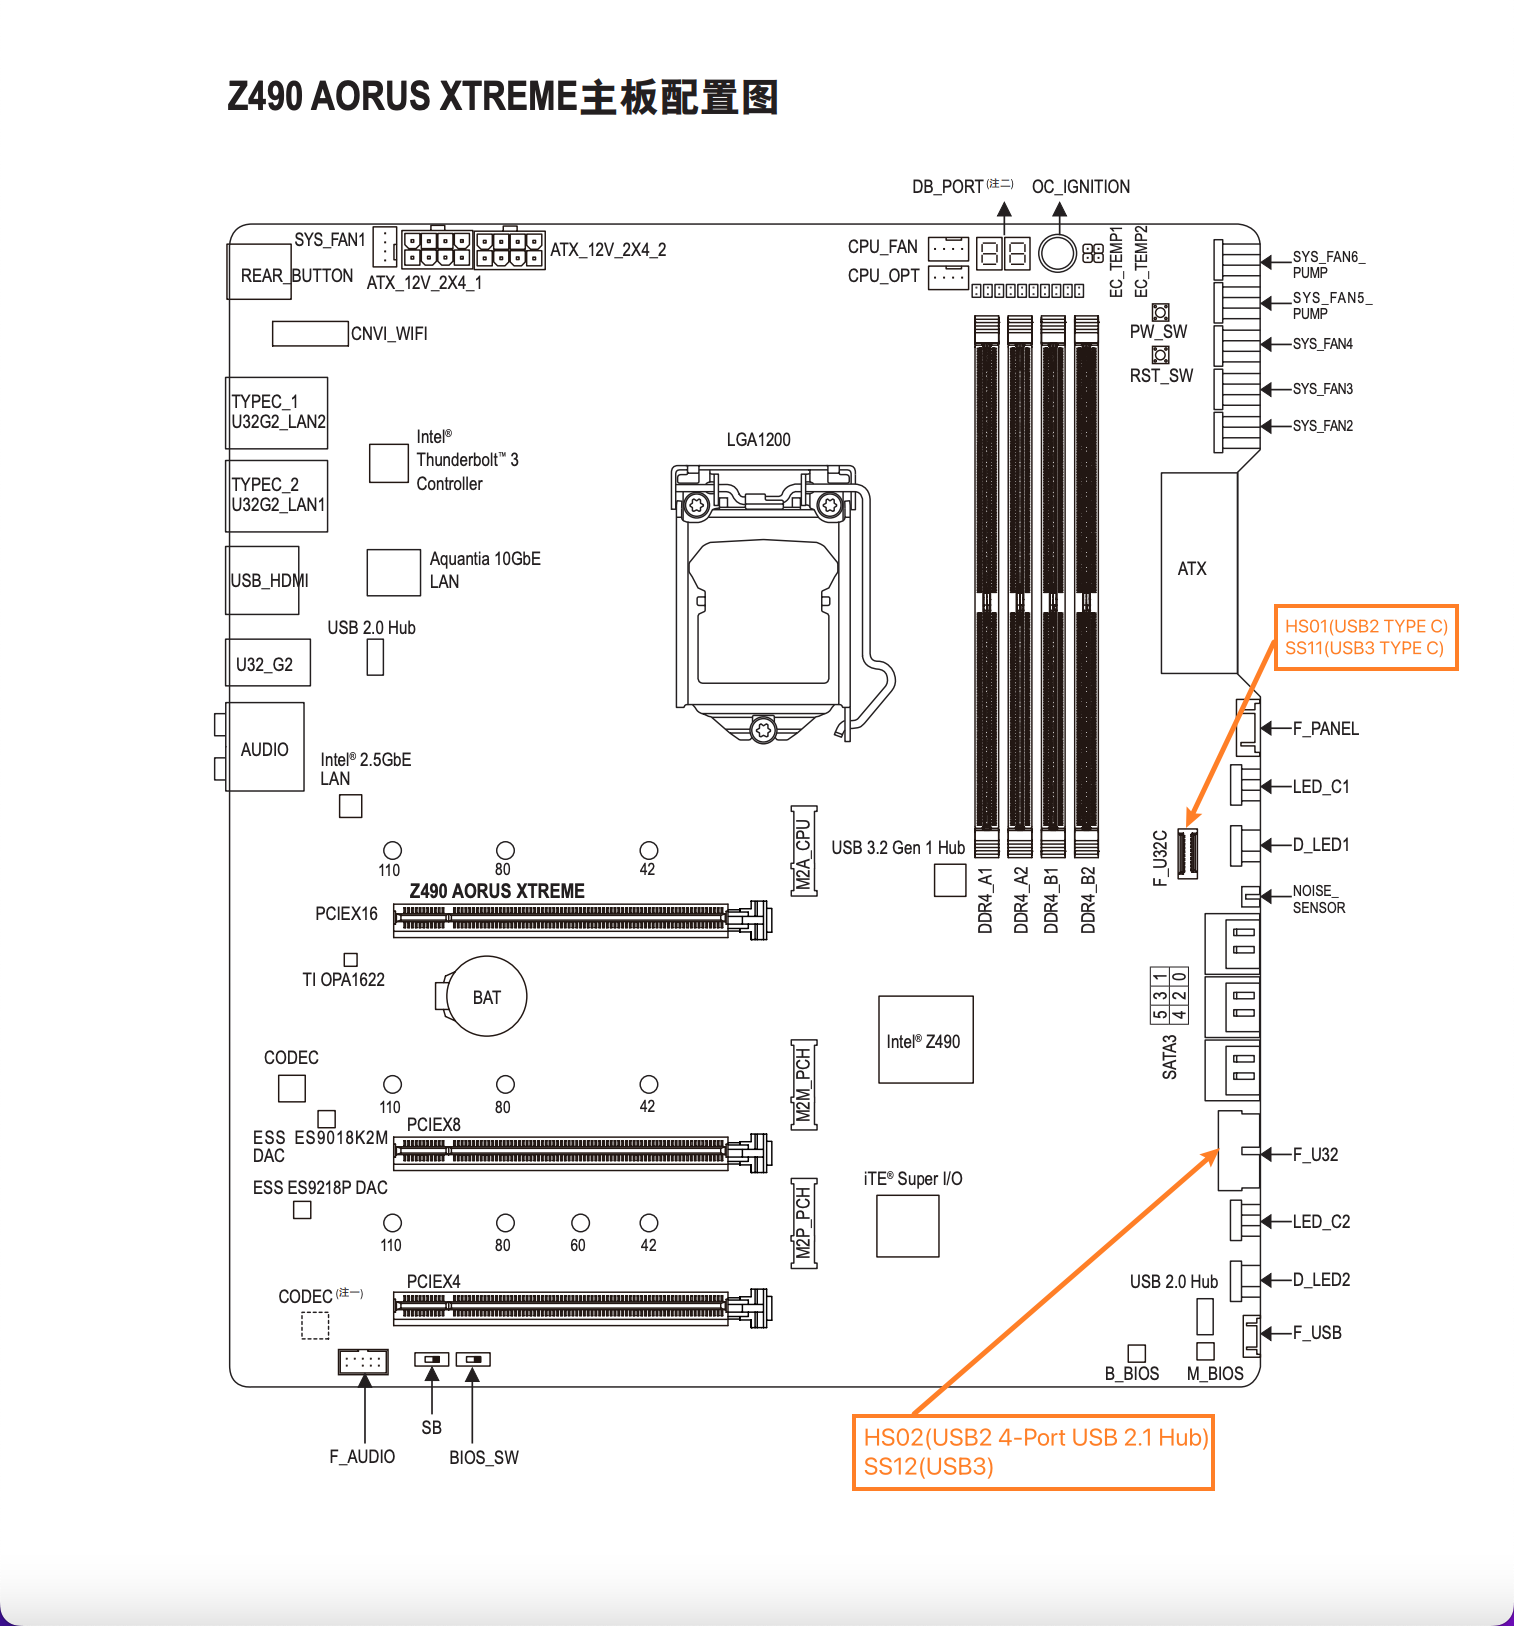 Z490 AORUS XTREME主板配置图
DB_PORT(注二)
OC_IGNITION
SYS_FAN1
ATX_12V_2X4_2
CPU_FAN
REAR_BUTTON
ATX_12V_2X4_1
CPU_OPT
EC_TEMP1
EC_TEMP2
SYS_FAN6_
PUMP
SYS_FAN5_
PUMP
CNVI_WIFI
PW_SW
SYS_FAN4
RST_SW
SYS_FAN3
TYPEC_1
U32G2_LAN2
SYS_FAN2
Intel®
Thunderbolt™ 3
Controller
LGA1200
TYPEC_2
U32G2_LAN1
Aquantia 10GbE
LAN
ATX
USB_HDMI
USB 2.0 Hub
HS01(USB2 TYPE C)
SS11(USB3 TYPE C)
U32_G2
F_PANEL
AUDIO
Intel® 2.5GbE
LAN
LED_C1
M2A_CPU
USB 3.2 Gen 1 Hub
F_U32C
D_LED1
110
80
42
Z490 AORUS XTREME
DDR4_A1
DDR4_A2
DDR4_B1
DDR4_B2
NOISE_
SENSOR
PCIEX16
TI OPA1622
BAT
5 3 1
4 2 0
SATA3
Intel® Z490
CODEC
M2M_PCH
110
80
42
PCIEX8
ESS ES9018K2M
DAC
F_U32
ESS ES9218P DAC
iTE® Super I/O
M2P_PCH
LED_C2
110
80
60
42
PCIEX4
USB 2.0 Hub
D_LED2
CODEC(注一)
F_USB
B_BIOS
M_BIOS
SB
F_AUDIO
BIOS_SW
HS02(USB2 4-Port USB 2.1 Hub)
SS12(USB3)